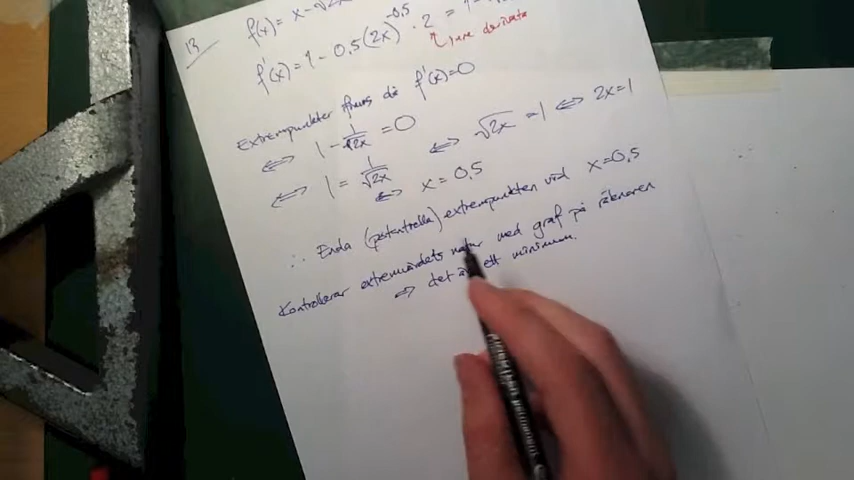 13
f(x) = x - √2x
f'(x) = 1 - 0.5(2x)^-0.5 · 2 = 1 -
inre derivata
Extrempunkter finns då f'(x)=0
⇔ 1 - 1/√2x = 0
⇔ 1 = 1/√2x ⇔ √2x = 1 ⇔ 2x=1
⇔ x = 0.5
∴ Enda (potentiella) extrempunkten vid x=0.5
Kontrollerar extremvärdets natur med graf på räknaren
⇒ det är ett minimum.